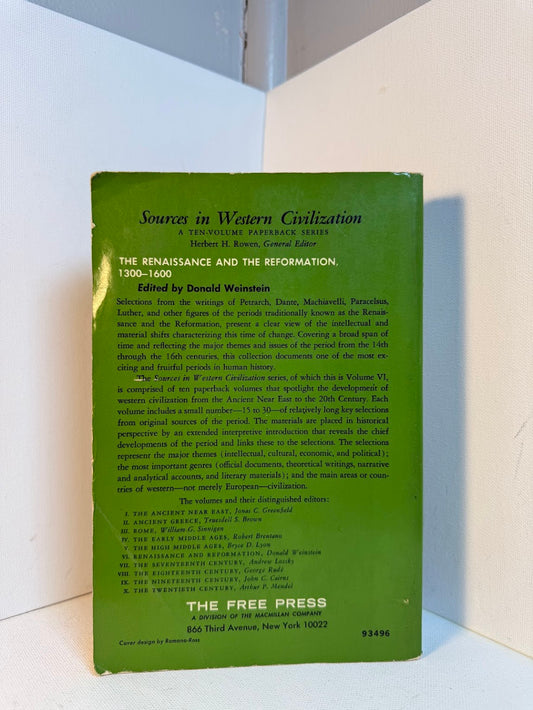 Sources in Western Civilization
A TEN-VOLUME PAPERBACK SERIES
Herbert H. Rowen, General Editor
THE RENAISSANCE AND THE REFORMATION,
1300–1600
Edited by Donald Weinstein
Selections from the writings of Petrarch, Dante, Machiavelli, Paracelsus,
Luther, and other figures of the periods traditionally known as the Renais-
sance and the Reformation, present a clear view of the intellectual and
material shifts characterizing this time of change. Covering a broad span of
time and reflecting the major themes and issues of the period from the 14th
through the 16th centuries, this collection documents one of the most ex-
citing and fruitful periods in human history.
The Sources in Western Civilization series, of which this is Volume VI,
is comprised of ten paperback volumes that spotlight the development of
western civilization from the Ancient Near East to the 20th Century. Each
volume includes a small number—15 to 30—of relatively long key selections
from original sources of the period. The materials are placed in historical
perspective by an extended interpretive introduction that reveals the chief
developments of the period and links these to the selections. The selections
represent the major themes (intellectual, cultural, economic, and political);
the most important genres (official documents, theoretical writings, narrative
and analytical accounts, and literary materials); and the main areas or coun-
tries of western—not merely European—civilization.
The volumes and their distinguished editors:
I. THE ANCIENT NEAR EAST, Jonas C. Greenfield
II. ANCIENT GREECE, Truesdell S. Brown
III. ROME, William G. Sinnigen
IV. THE EARLY MIDDLE AGES, Robert Brentano
V. THE HIGH MIDDLE AGES, Bryce D. Lyon
VI. RENAISSANCE AND REFORMATION, Donald Weinstein
VII. THE SEVENTEENTH CENTURY, Andrew Lossky
VIII. THE EIGHTEENTH CENTURY, George Rudé
IX. THE NINETEENTH CENTURY, John C. Cairns
X. THE TWENTIETH CENTURY, Arthur P. Mendel
THE FREE PRESS
A DIVISION OF THE MACMILLAN COMPANY
866 Third Avenue, New York 10022
Cover design by Romano-Ross
93496